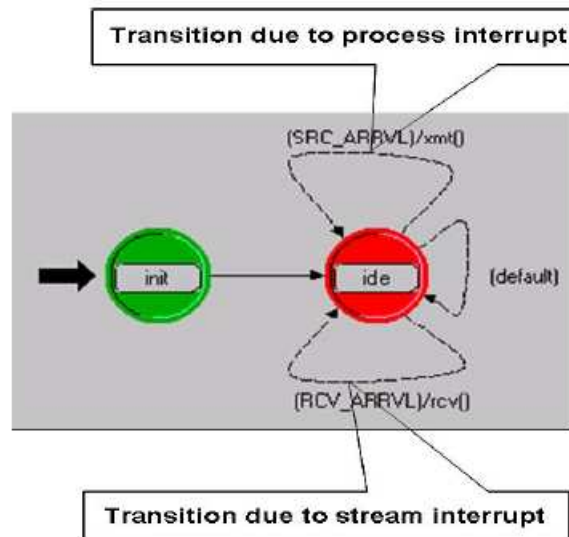 Transition due to process interrupt
(SRC_ARRVL)/xmt()
init
ide
(default)
(RCV_ARRVL)/rcv()
Transition due to stream interrupt